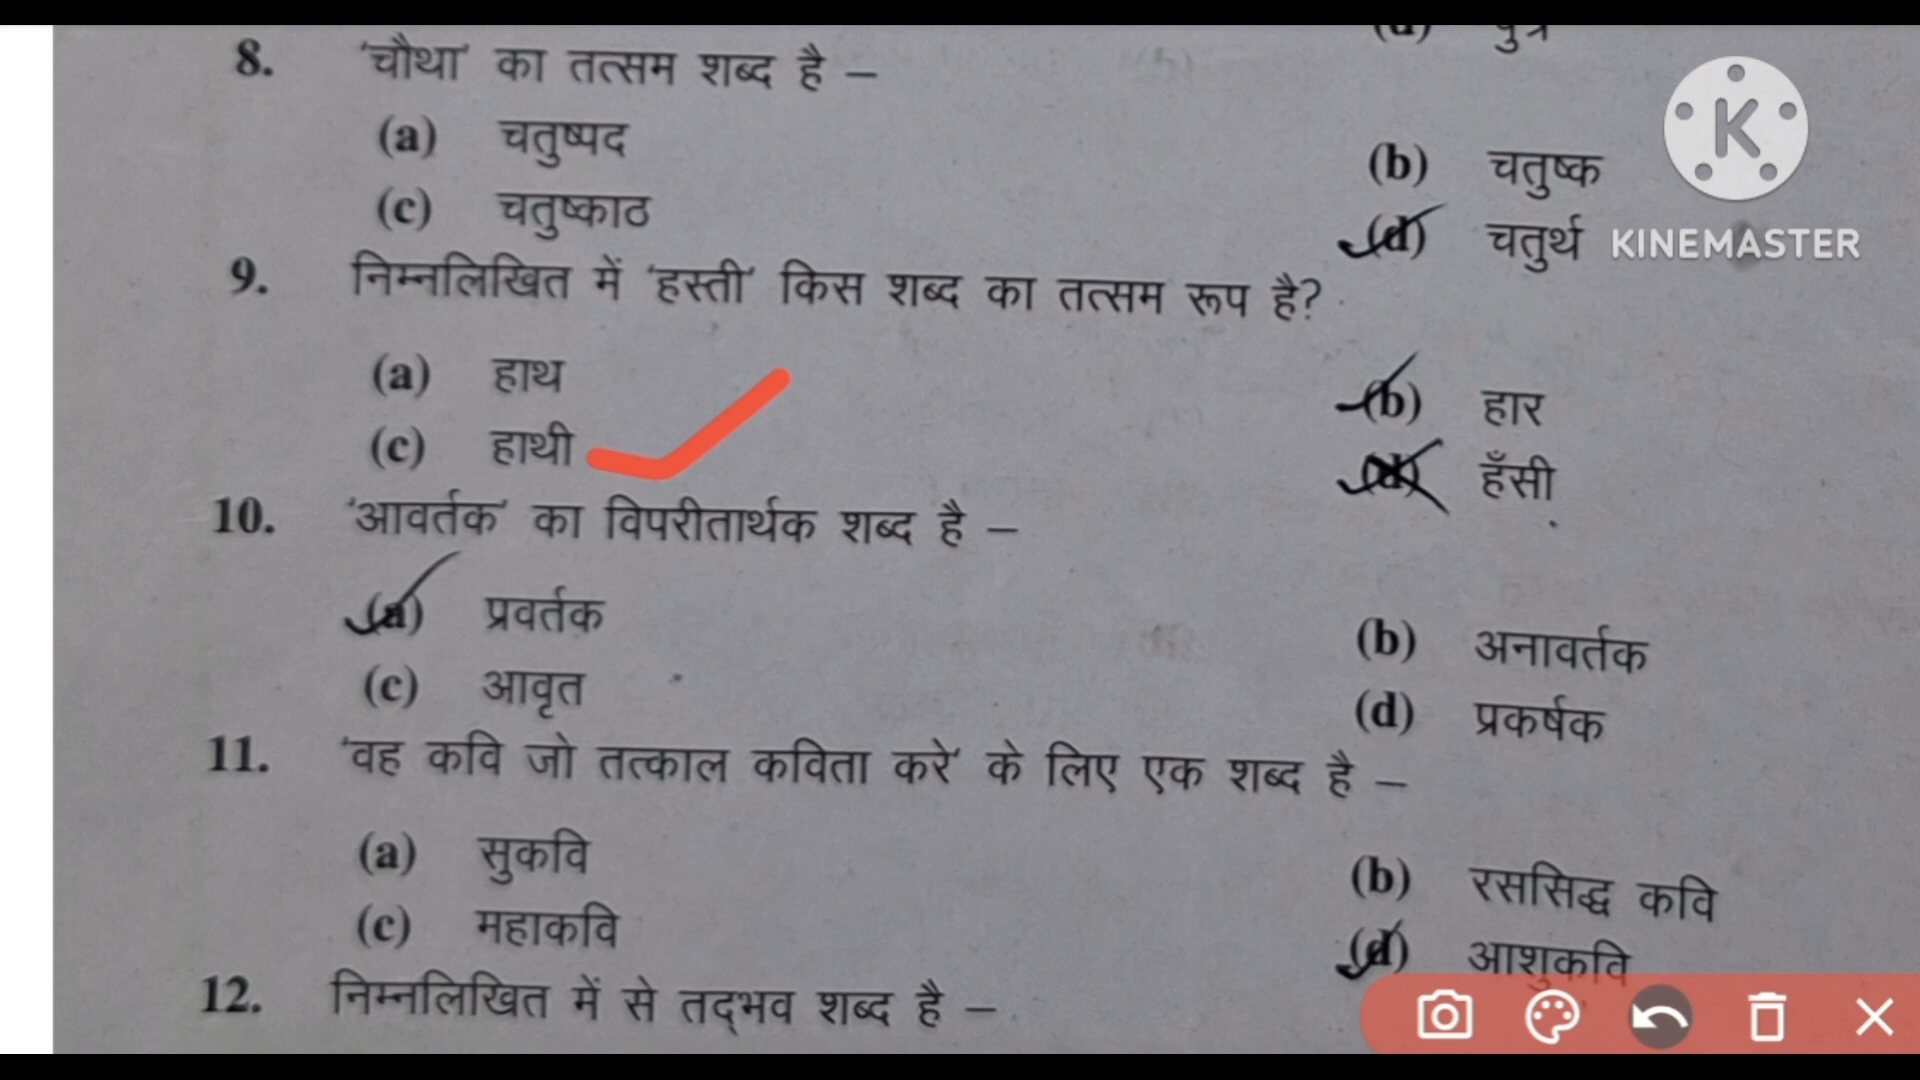 (d) पुत्र
8. 'चौथा' का तत्सम शब्द है –
(a) चतुष्पद
(b) चतुष्क
(c) चतुष्काठ
(d) चतुर्थ
K
KINEMASTER
9. निम्नलिखित में 'हस्ती' किस शब्द का तत्सम रूप है?
(a) हाथ
(b) हार
(c) हाथी
(d) हँसी
10. 'आवर्तक' का विपरीतार्थक शब्द है –
(a) प्रवर्तक
(b) अनावर्तक
(c) आवृत
(d) प्रकर्षक
11. 'वह कवि जो तत्काल कविता करे' के लिए एक शब्द है –
(a) सुकवि
(b) रससिद्ध कवि
(c) महाकवि
(d) आशुकवि
12. निम्नलिखित में से तद्भव शब्द है –